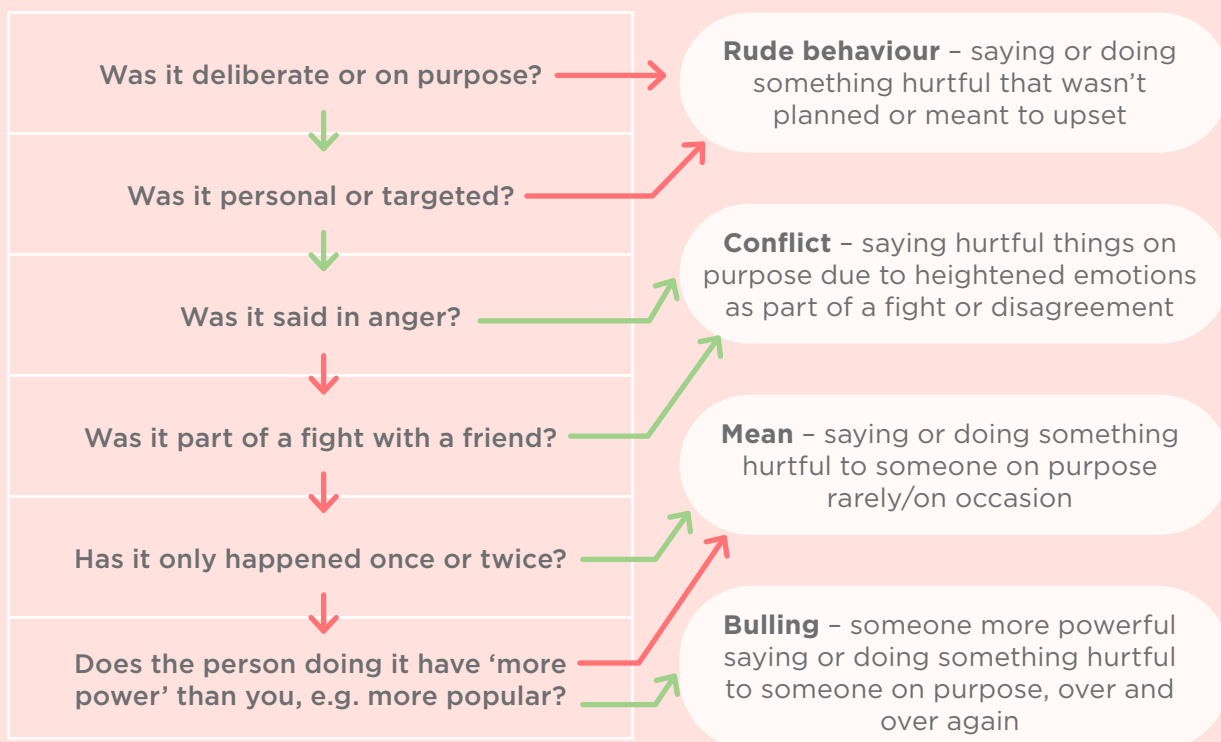 Was it deliberate or on purpose?
Rude behaviour – saying or doing
something hurtful that wasn't
planned or meant to upset
Was it personal or targeted?
Conflict – saying hurtful things on
purpose due to heightened emotions
as part of a fight or disagreement
Was it said in anger?
Was it part of a fight with a friend?
Mean – saying or doing something
hurtful to someone on purpose
rarely/on occasion
Has it only happened once or twice?
Does the person doing it have ‘more
power’ than you, e.g. more popular?
Bulling – someone more powerful
saying or doing something hurtful
to someone on purpose, over and
over again